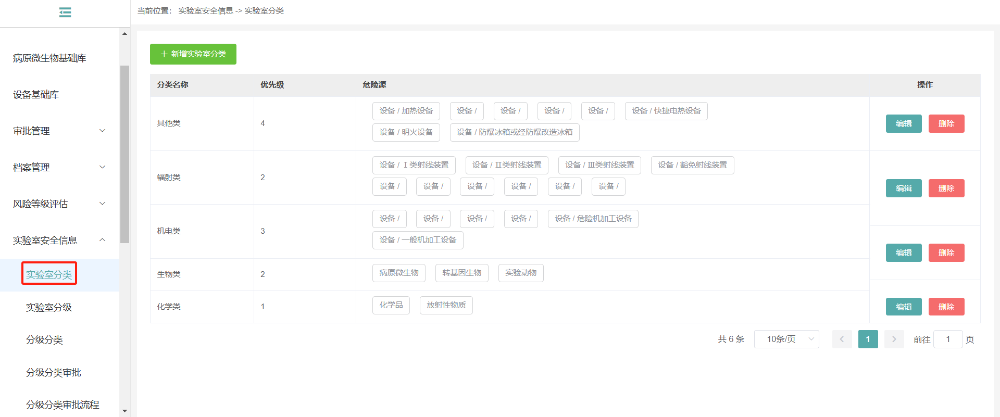 当前位置： 实验室安全信息 -> 实验室分类
病原微生物基础库
设备基础库
审批管理
档案管理
风险等级评估
实验室安全信息
实验室分类
实验室分级
分级分类
分级分类审批
分级分类审批流程
新增实验室分类
分类名称 优先级 危险源 操作
其他类 4 设备 / 加热设备 设备 / 设备 / 设备 / 设备 / 设备 / 快捷电热设备
设备 / 明火设备 设备 / 防爆冰箱或经防爆改造冰箱
编辑 删除
辐射类 2 设备 / Ⅰ类射线装置 设备 / Ⅱ类射线装置 设备 / Ⅲ类射线装置 设备 / 豁免射线装置
设备 / 设备 / 设备 / 设备 / 设备 / 设备 /
编辑 删除
机电类 3 设备 / 设备 / 设备 / 设备 / 设备 / 危险机加工设备
设备 / 一般机加工设备
编辑 删除
生物类 2 病原微生物 转基因生物 实验动物
化学类 1 化学品 放射性物质
编辑 删除
共 6 条 10条/页 1 前往 1 页